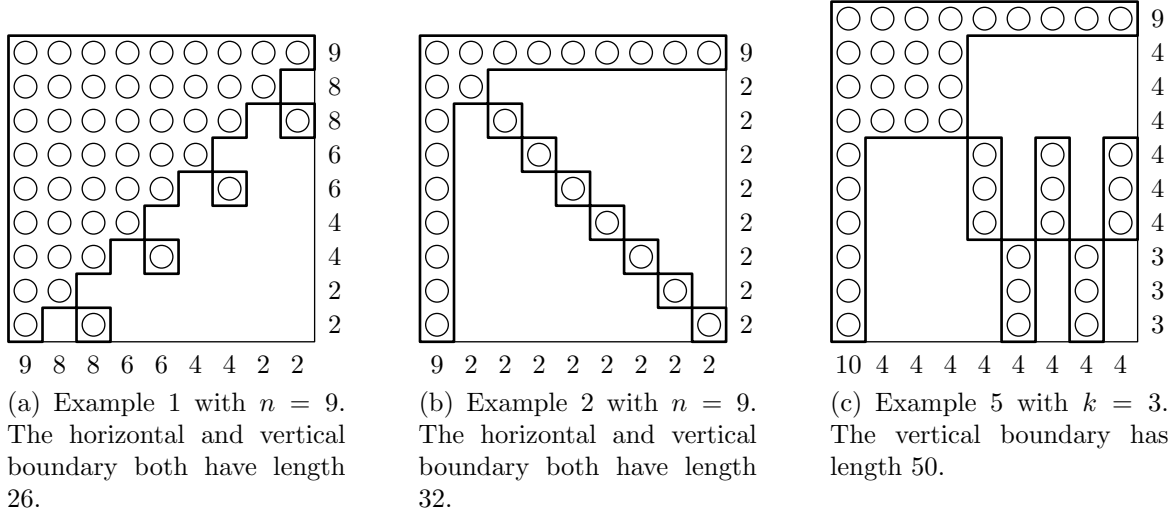 9
8
8
6
6
4
4
2
2
9 8 8 6 6 4 4 2 2
(a) Example 1 with n = 9.
The horizontal and vertical
boundary both have length
26.
9
2
2
2
2
2
2
2
2
9 2 2 2 2 2 2 2 2
(b) Example 2 with n = 9.
The horizontal and vertical
boundary both have length
32.
9
4
4
4
4
4
4
3
3
3
10 4 4 4 4 4 4 4 4
(c) Example 5 with k = 3.
The vertical boundary has
length 50.